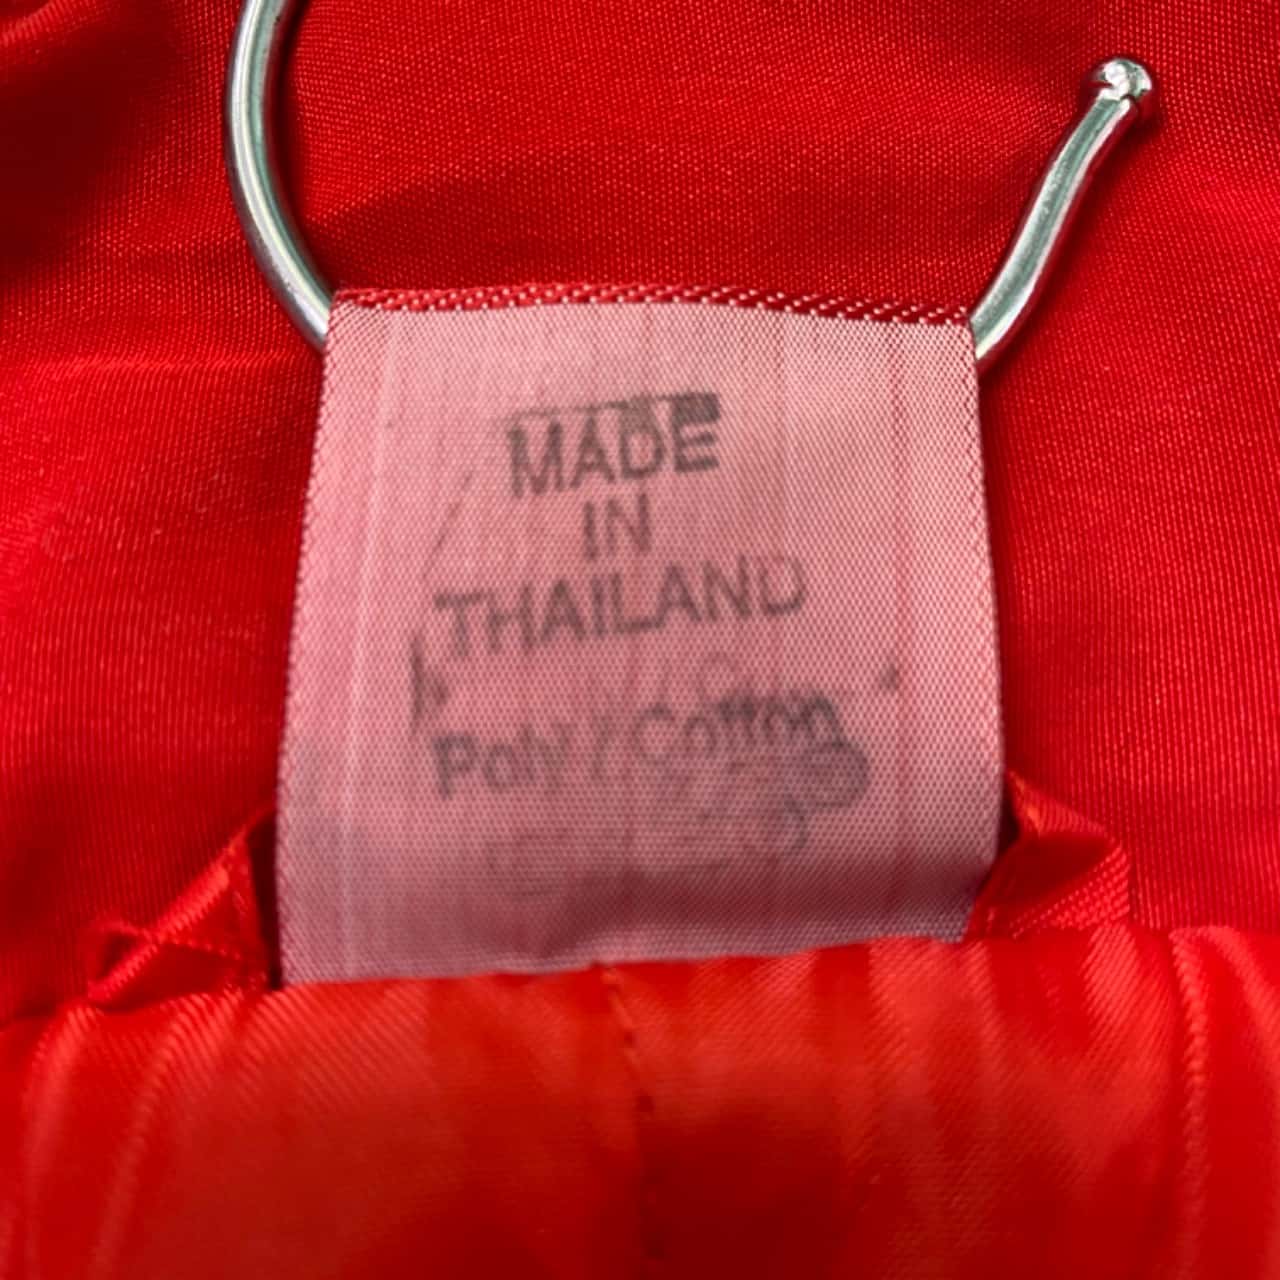 MADE
IN
THAILAND
Poly / Cotton